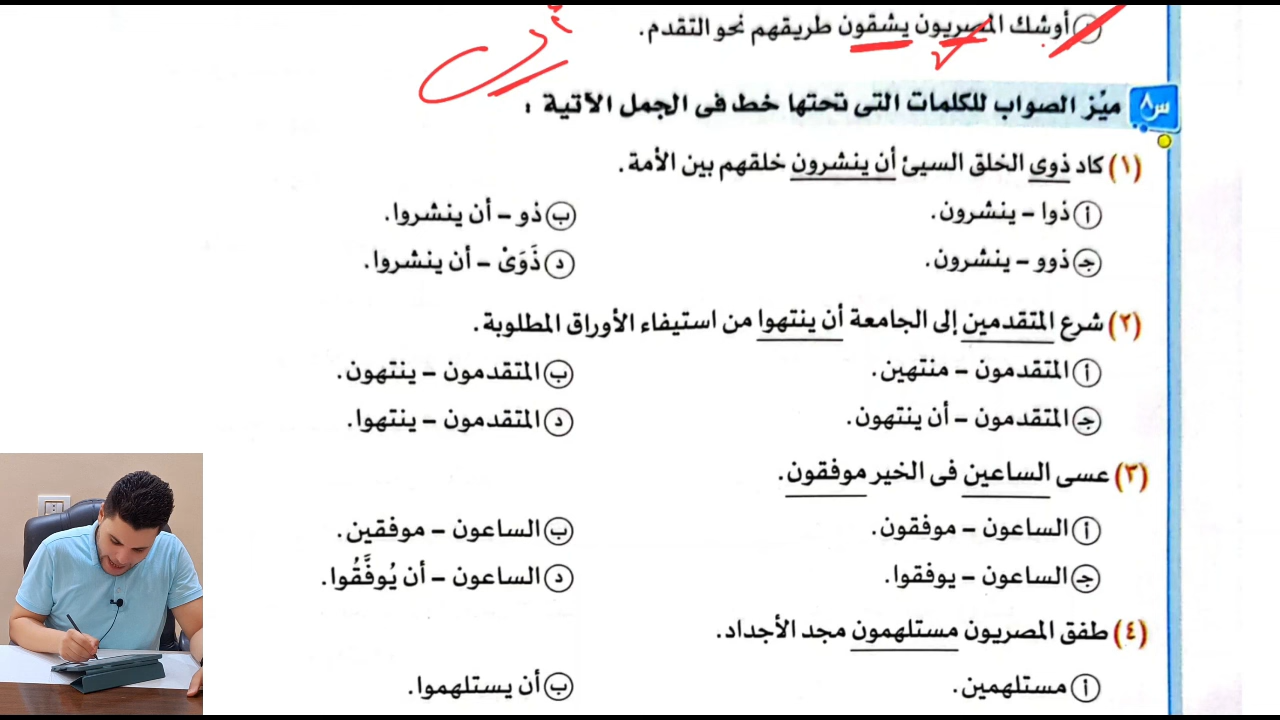 د أوشك المصريون يشقون طريقهم نحو التقدم.
س٨ ميِّز الصواب للكلمات التى تحتها خط فى الجمل الآتية :
(١) كاد ذوى الخلق السيئ أن ينشرون خلقهم بين الأمة.
أ ذوا – ينشرون. ب ذو – أن ينشروا.
جـ ذوو – ينشرون. د ذَوَىْ – أن ينشروا.
(٢) شرع المتقدمين إلى الجامعة أن ينتهوا من استيفاء الأوراق المطلوبة.
أ المتقدمون – منتهين. ب المتقدمون – ينتهون.
جـ المتقدمون – أن ينتهون. د المتقدمون – ينتهوا.
(٣) عسى الساعين فى الخير موفقون.
أ الساعون – موفقون. ب الساعون – موفقين.
جـ الساعون – يوفقوا. د الساعون – أن يُوفَّقُوا.
(٤) طفق المصريون مستلهمون مجد الأجداد.
أ مستلهمين. ب أن يستلهموا.